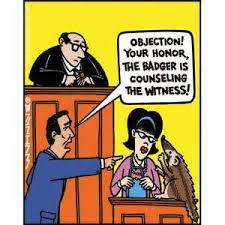 OBJECTION!
YOUR HONOR,
THE BADGER IS
COUNSELING
THE WITNESS!